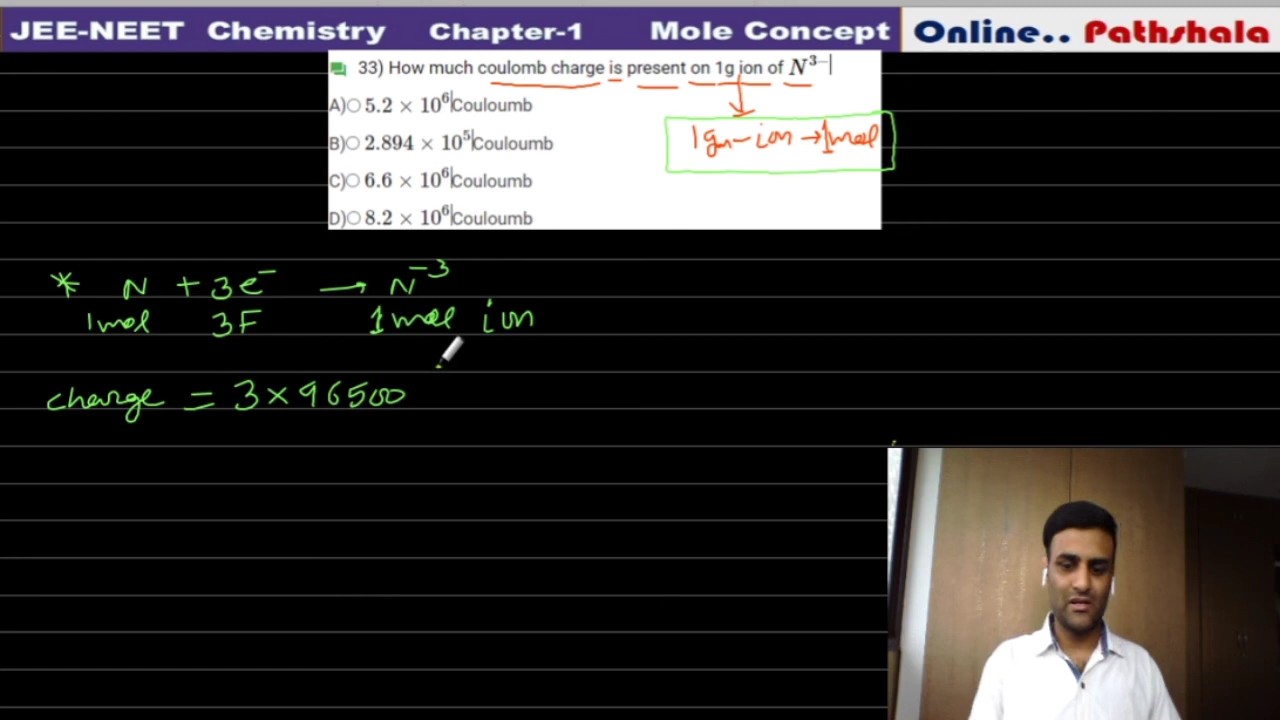 JEE-NEET Chemistry Chapter-1 Mole Concept Online.. Pathshala
33) How much coulomb charge is present on 1g ion of N³⁻|
A) 5.2 × 10⁶|Couloumb
B) 2.894 × 10⁵|Couloumb
C) 6.6 × 10⁶|Couloumb
D) 8.2 × 10⁶|Couloumb
1gm-ion → 1mol
* N + 3e⁻ → N⁻³
1mol 3F 1 mol ion
charge = 3×96500